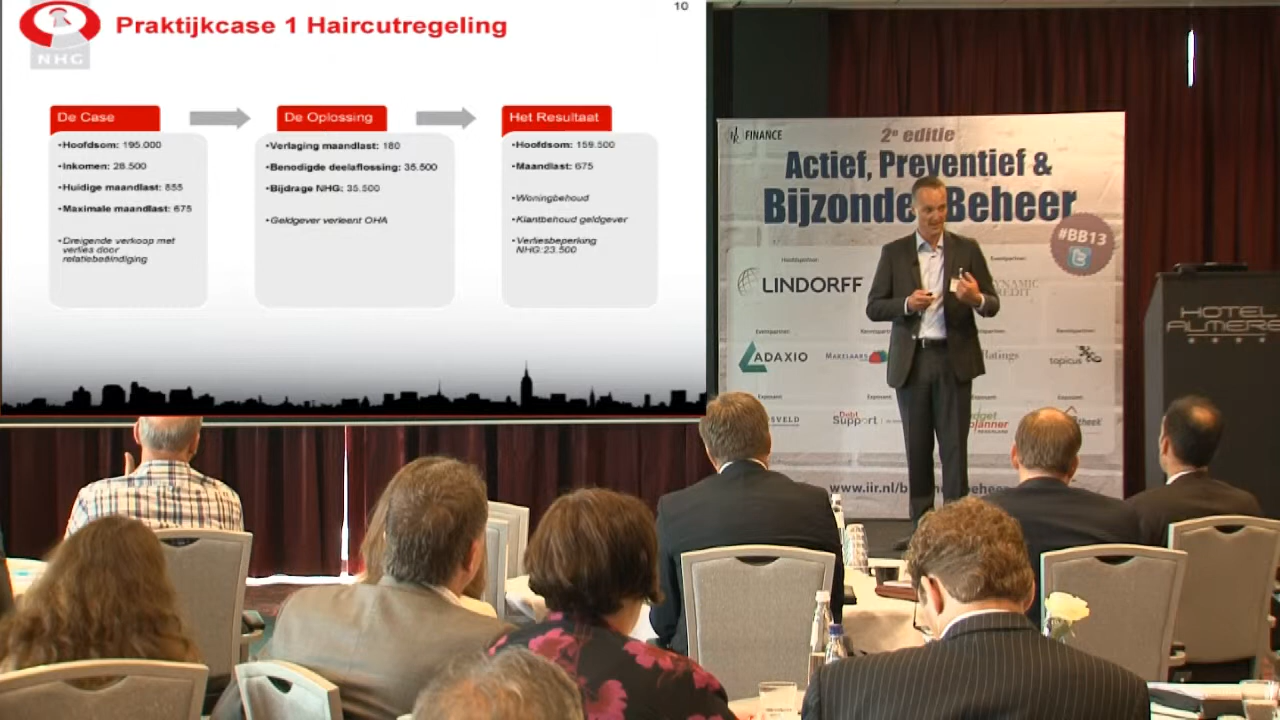 10
Praktijkcase 1 Haircutregeling
NHG
De Case
De Oplossing
Het Resultaat
•Hoofdsom: 195.000
•Inkomen: 28.500
•Huidige maandlast: 855
•Maximale maandlast: 675
•Dreigende verkoop met
verlies door
relatiebeëindiging
•Verlaging maandlast: 180
•Benodigde deelaflossing: 35.500
•Bijdrage NHG: 35.500
•Geldgever verleent OHA
•Hoofdsom: 159.500
•Maandlast: 675
•Woningbehoud
•Klantbehoud geldgever
•Verliesbeperking
NHG:23.500
FINANCE
2e editie
Actief, Preventief &
Bijzonder Beheer
#BB13
LINDORFF
Eventpartner:
ADAXIO
MAKELAARS
topicus
Debt
Support
www.iir.nl/b
HOTEL
ALMERE